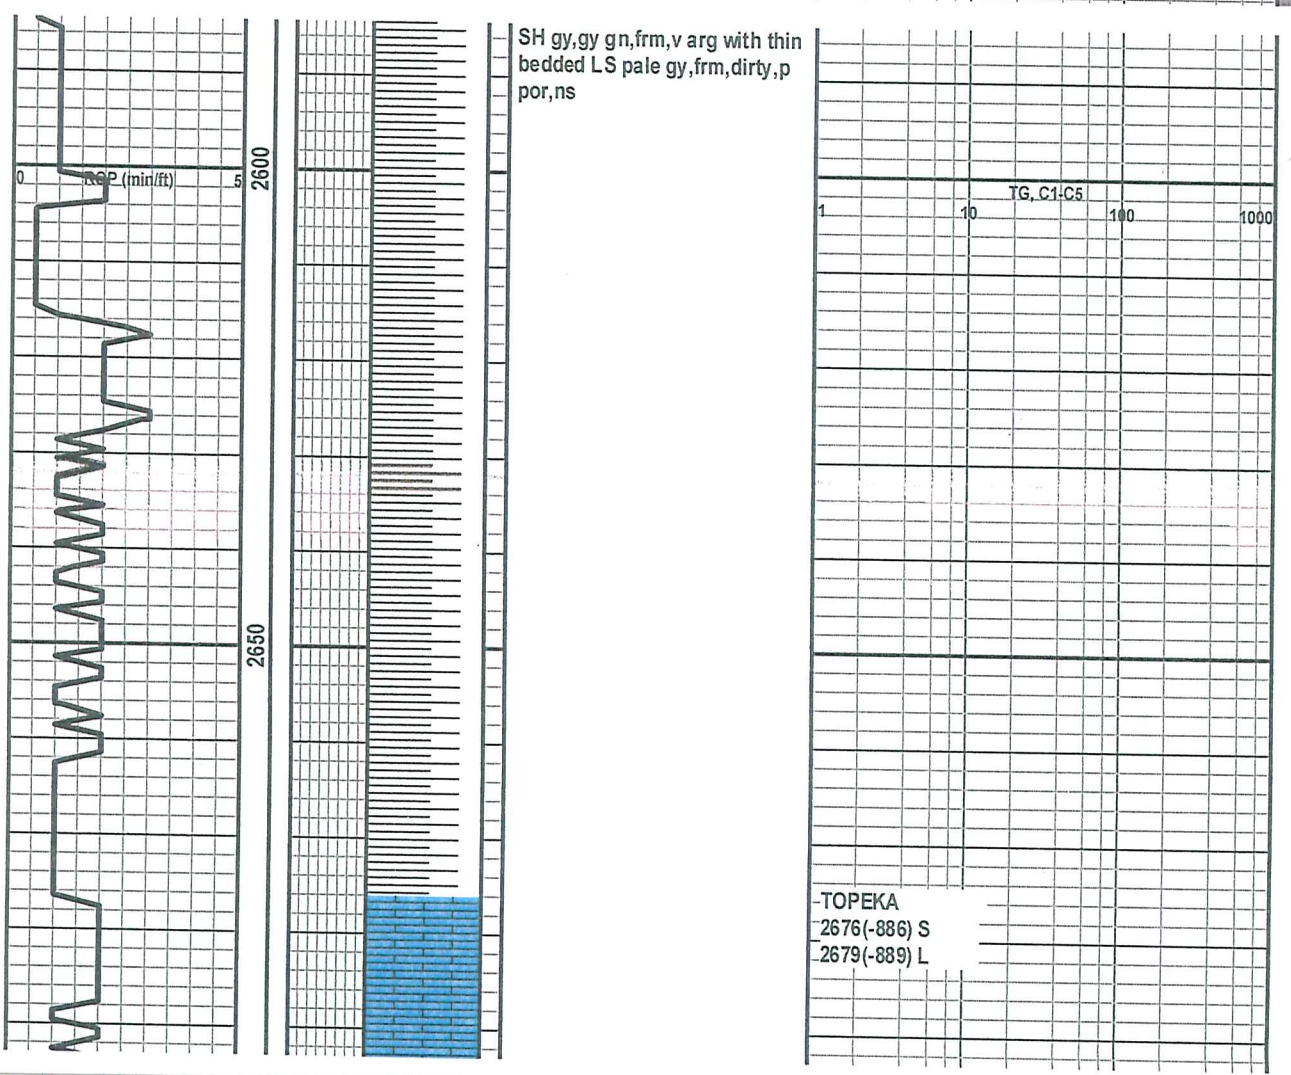 SH gy,gy gn,frm,v arg with thin
bedded LS pale gy,frm,dirty,p
por,ns
0 ROP (min/ft) 5
2600
TG, C1-C5
1 10 100 1000
2650
-TOPEKA
2676(-886) S
2679(-889) L